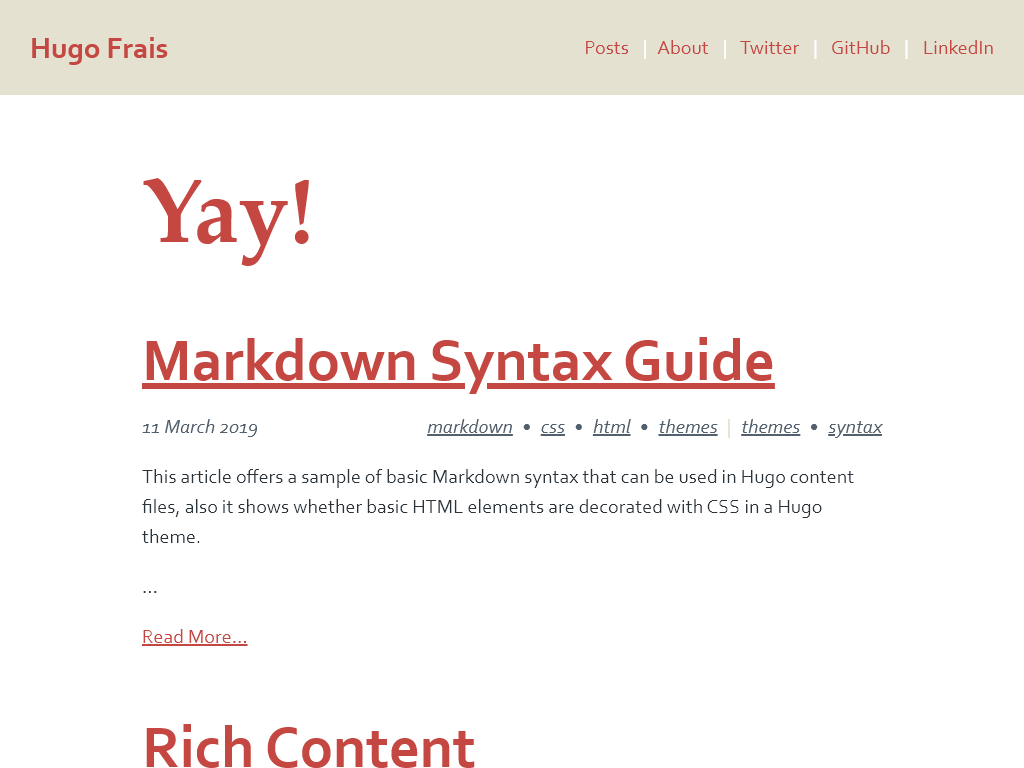 Hugo Frais
Posts | About | Twitter | GitHub | LinkedIn
Yay!
Markdown Syntax Guide
11 March 2019 markdown • css • html • themes | themes • syntax
This article offers a sample of basic Markdown syntax that can be used in Hugo content
files, also it shows whether basic HTML elements are decorated with CSS in a Hugo
theme.
...
Read More...
Rich Content